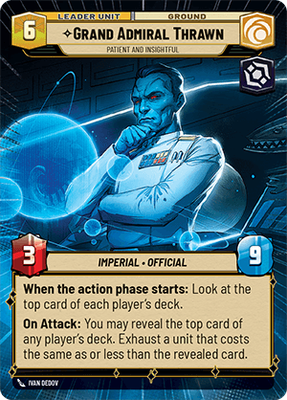 LEADER UNIT GROUND
6
✧GRAND ADMIRAL THRAWN
PATIENT AND INSIGHTFUL
3
9
IMPERIAL • OFFICIAL
When the action phase starts: Look at the
top card of each player's deck.
On Attack: You may reveal the top card of
any player's deck. Exhaust a unit that costs
the same as or less than the revealed card.
IVAN DEDOV